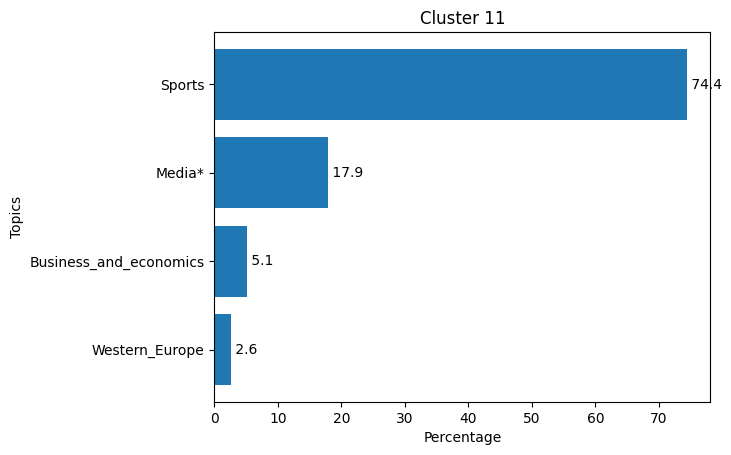 Cluster 11
Topics
Sports
74.4
Media*
17.9
Business_and_economics
5.1
Western_Europe
2.6
0 10 20 30 40 50 60 70
Percentage